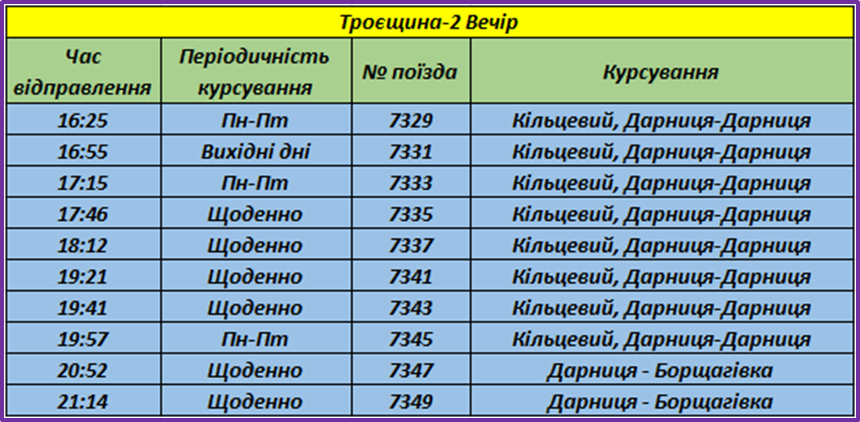 Троєщина-2 Вечір
Час відправлення Періодичність курсування № поїзда Курсування
16:25 Пн-Пт 7329 Кільцевий, Дарниця-Дарниця
16:55 Вихідні дні 7331 Кільцевий, Дарниця-Дарниця
17:15 Пн-Пт 7333 Кільцевий, Дарниця-Дарниця
17:46 Щоденно 7335 Кільцевий, Дарниця-Дарниця
18:12 Щоденно 7337 Кільцевий, Дарниця-Дарниця
19:21 Щоденно 7341 Кільцевий, Дарниця-Дарниця
19:41 Щоденно 7343 Кільцевий, Дарниця-Дарниця
19:57 Пн-Пт 7345 Кільцевий, Дарниця-Дарниця
20:52 Щоденно 7347 Дарниця - Борщагівка
21:14 Щоденно 7349 Дарниця - Борщагівка